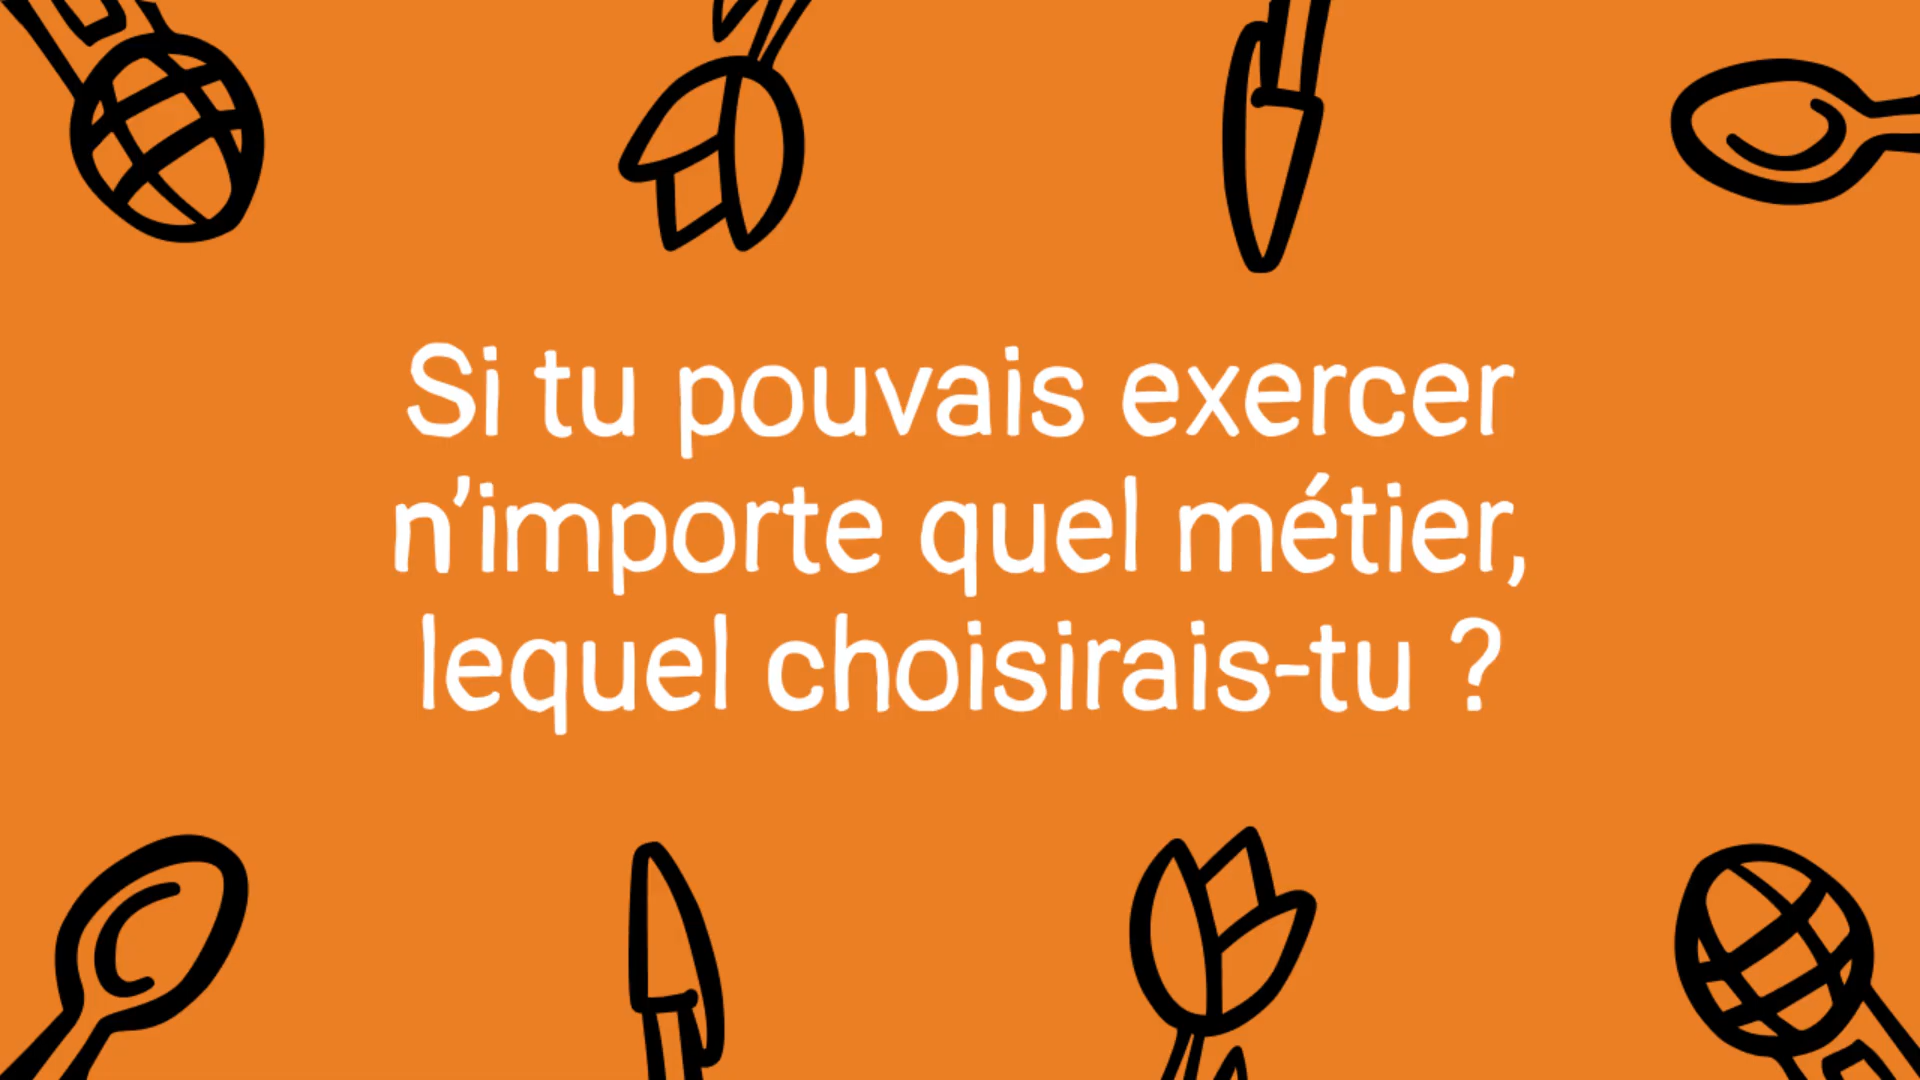 Si tu pouvais exercer
n’importe quel métier,
lequel choisirais-tu ?